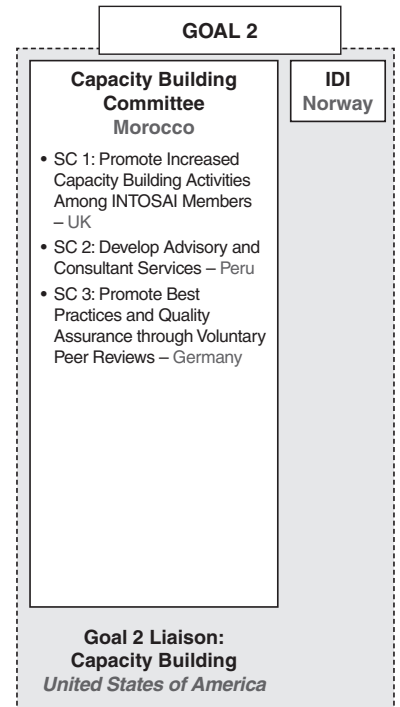 GOAL 2
Capacity Building
Committee
Morocco
• SC 1: Promote Increased
Capacity Building Activities
Among INTOSAI Members
– UK
• SC 2: Develop Advisory and
Consultant Services – Peru
• SC 3: Promote Best
Practices and Quality
Assurance through Voluntary
Peer Reviews – Germany
IDI
Norway
Goal 2 Liaison:
Capacity Building
United States of America